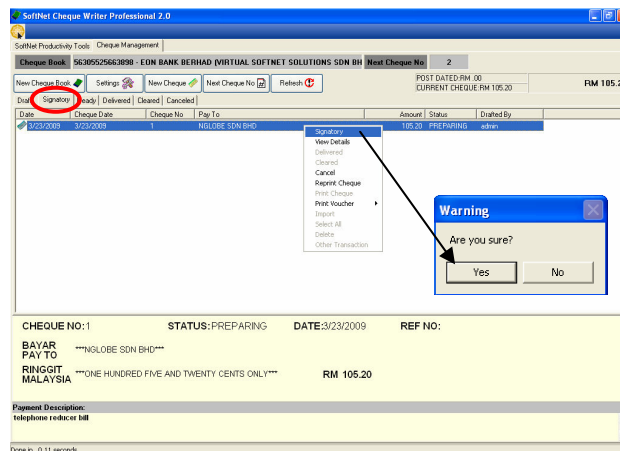 SoftNet Cheque Writer Professional 2.0
SoftNet Productivity Tools Cheque Management
Cheque Book 56305525663898 - EON BANK BERHAD (VIRTUAL SOFTNET SOLUTIONS SDN BH Next Cheque No 2
New Cheque Book Settings New Cheque Next Cheque No Refresh POST DATED:RM .00 RM 105.2
CURRENT CHEQUE:RM 105.20
Draft Signatory Ready Delivered Cleared Canceled
Date Cheque Date Cheque No Pay To Amount Status Drafted By
3/23/2009 3/23/2009 1 NGLOBE SDN BHD 105.20 PREPARING admin
Signatory
View Details
Delivered
Cleared
Cancel
Reprint Cheque
Print Cheque
Print Voucher
Import
Select All
Delete
Other Transaction
Warning
Are you sure?
Yes No
CHEQUE NO:1 STATUS:PREPARING DATE:3/23/2009 REF NO:
BAYAR
PAY TO ***NGLOBE SDN BHD***
RINGGIT
MALAYSIA ***ONE HUNDRED FIVE AND TWENTY CENTS ONLY*** RM 105.20
Payment Description:
telephone reducer bill
Done in 0.11 seconds